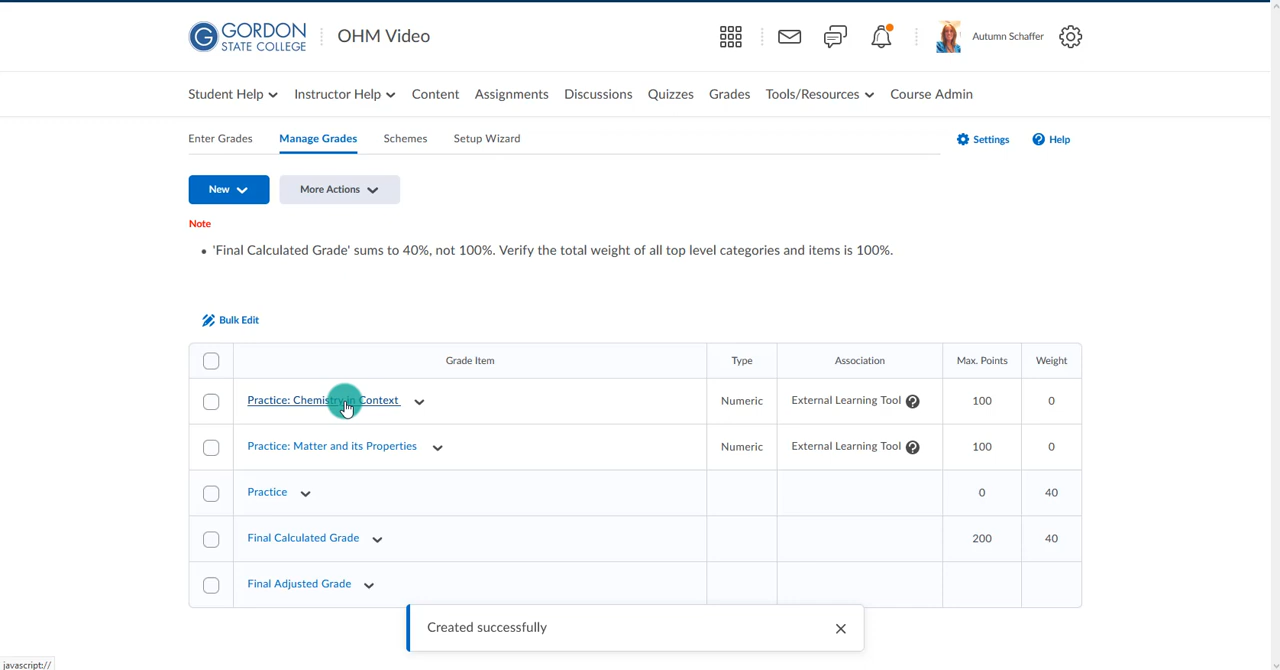 GORDON
STATE COLLEGE
OHM Video
Autumn Schaffer
Student Help
Instructor Help
Content
Assignments
Discussions
Quizzes
Grades
Tools/Resources
Course Admin
Enter Grades
Manage Grades
Schemes
Setup Wizard
Settings
Help
New
More Actions
Note
• 'Final Calculated Grade' sums to 40%, not 100%. Verify the total weight of all top level categories and items is 100%.
Bulk Edit
Grade Item Type Association Max. Points Weight
Practice: Chemistry in Context Numeric External Learning Tool ? 100 0
Practice: Matter and its Properties Numeric External Learning Tool ? 100 0
Practice 0 40
Final Calculated Grade 200 40
Final Adjusted Grade
Created successfully
javascript://